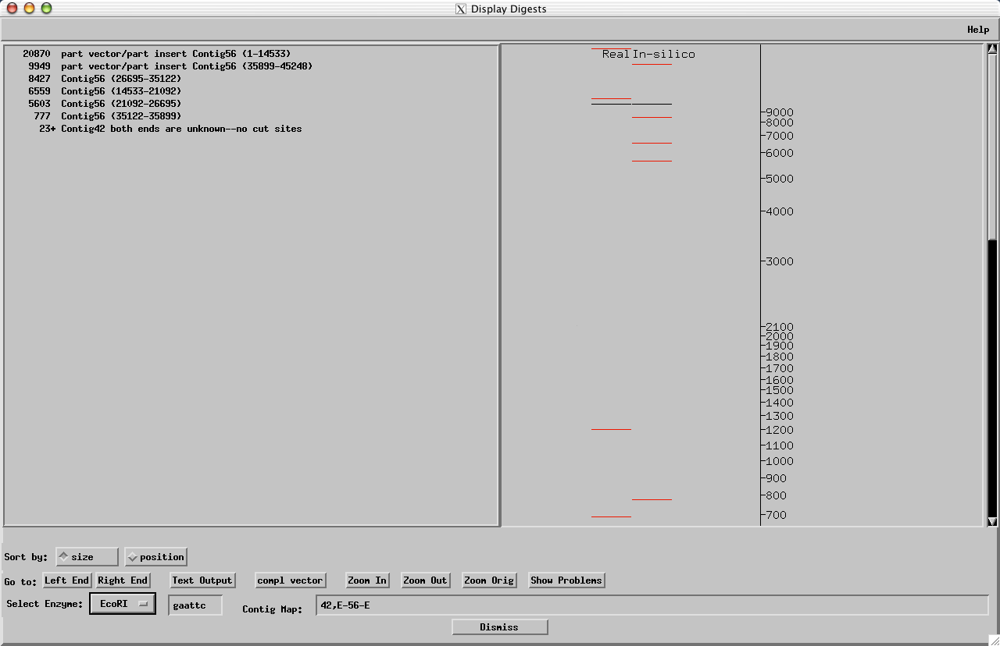 Display Digests
Help
20870 part vector/part insert Contig56 (1-14533)
9949 part vector/part insert Contig56 (35899-45248)
8427 Contig56 (26695-35122)
6559 Contig56 (14533-21092)
5603 Contig56 (21092-26695)
777 Contig56 (35122-35899)
23+ Contig42 both ends are unknown--no cut sites
Real In-silico
9000
8000
7000
6000
5000
4000
3000
2100
2000
1900
1800
1700
1600
1500
1400
1300
1200
1100
1000
900
800
700
Sort by: size position
Go to: Left End Right End Text Output compl vector Zoom In Zoom Out Zoom Orig Show Problems
Select Enzyme: EcoRI gaattc Contig Map: 42,E-56-E
Dismiss